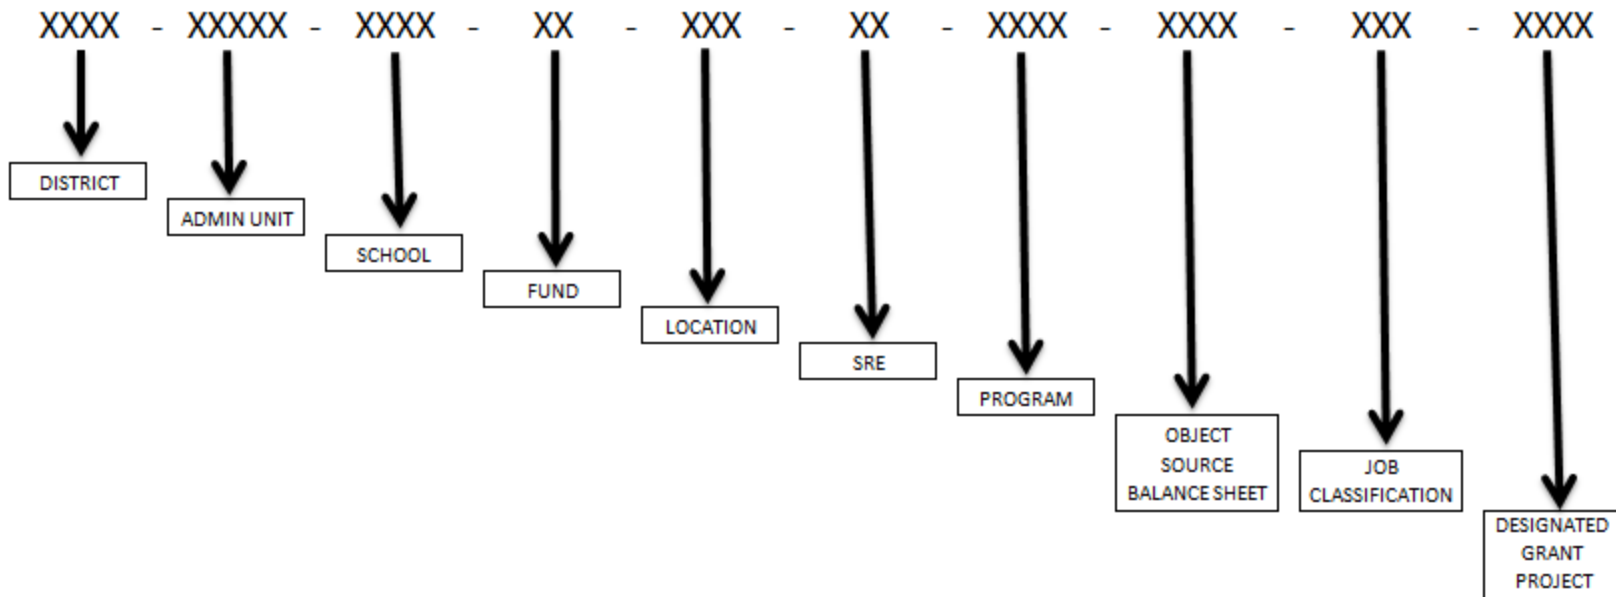 XXXX - XXXXX - XXXX - XX - XXX - XX - XXXX - XXXX - XXX - XXXX
DISTRICT
ADMIN UNIT
SCHOOL
FUND
LOCATION
SRE
PROGRAM
OBJECT
SOURCE
BALANCE SHEET
JOB
CLASSIFICATION
DESIGNATED
GRANT
PROJECT